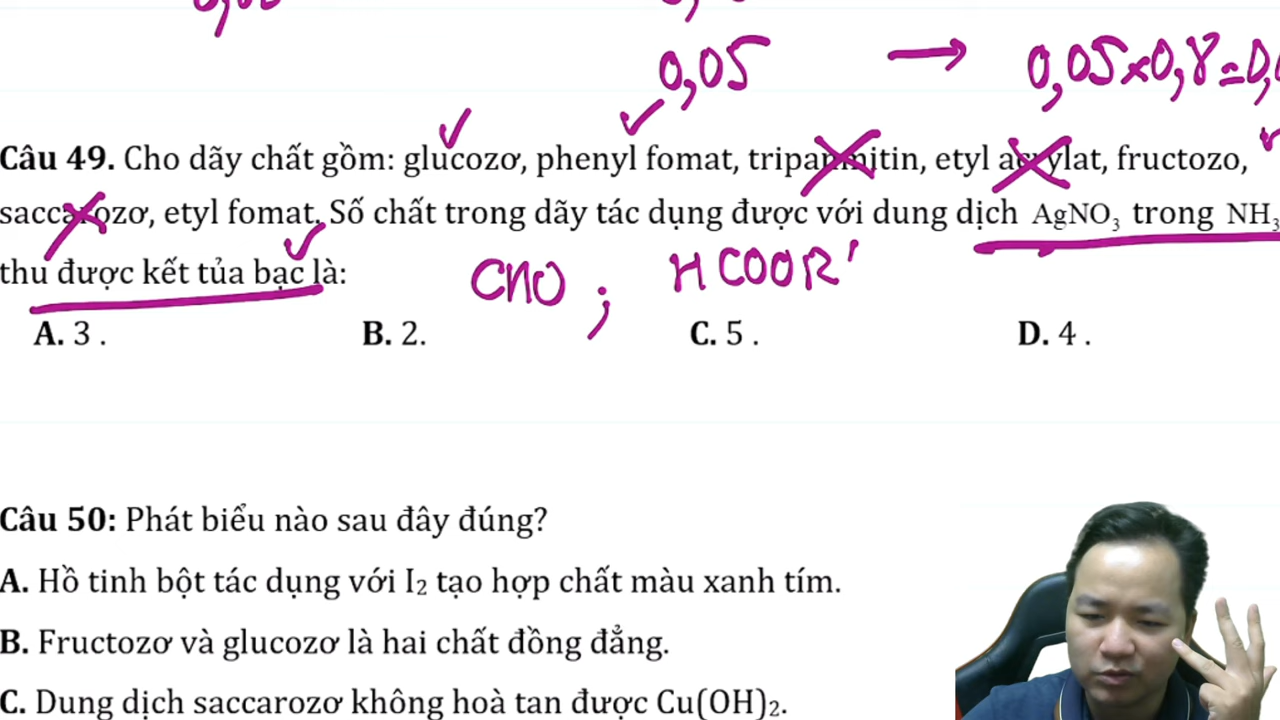 0,05 → 0,05×0,8=0,
Câu 49. Cho dãy chất gồm: glucozơ, phenyl fomat, tripanmitin, etyl acrylat, fructozo,
saccarozơ, etyl fomat. Số chất trong dãy tác dụng được với dung dịch AgNO₃ trong NH₃
thu được kết tủa bạc là:
CHO ; HCOOR'
A. 3 . B. 2. C. 5 . D. 4 .
Câu 50: Phát biểu nào sau đây đúng?
A. Hồ tinh bột tác dụng với I₂ tạo hợp chất màu xanh tím.
B. Fructozơ và glucozơ là hai chất đồng đẳng.
C. Dung dịch saccarozơ không hoà tan được Cu(OH)₂.